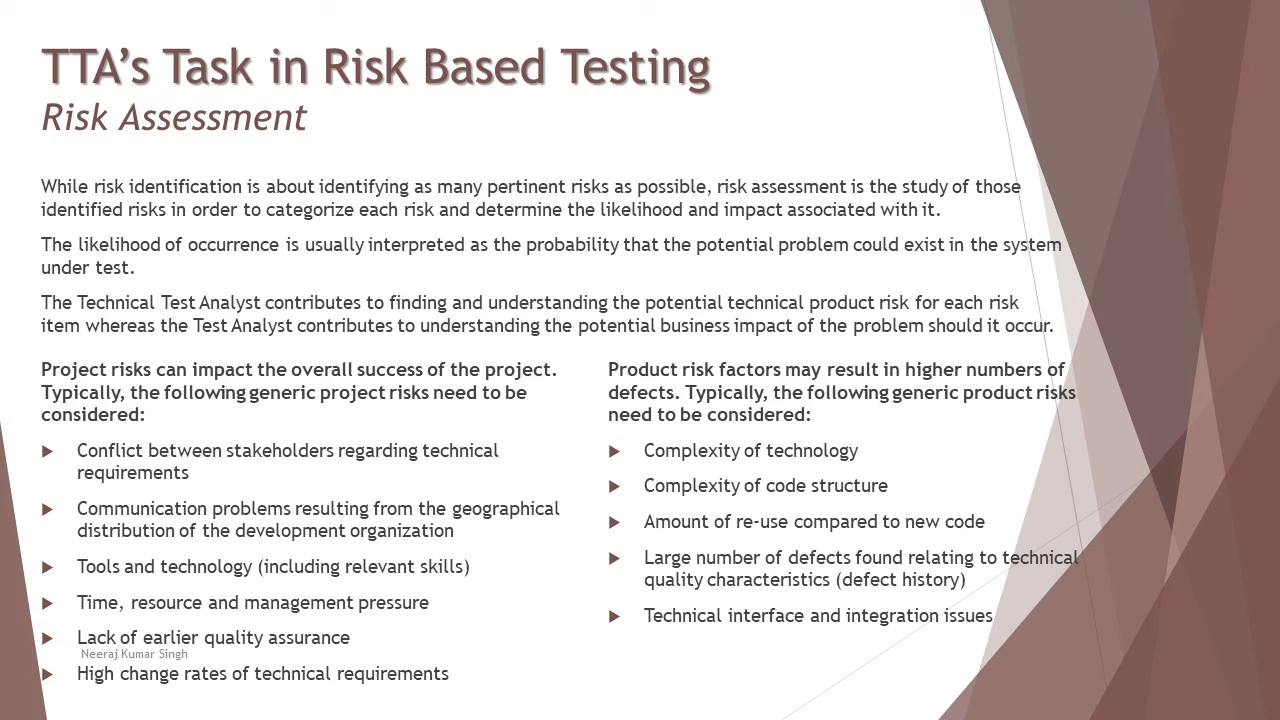 TTA's Task in Risk Based Testing
Risk Assessment
While risk identification is about identifying as many pertinent risks as possible, risk assessment is the study of those
identified risks in order to categorize each risk and determine the likelihood and impact associated with it.
The likelihood of occurrence is usually interpreted as the probability that the potential problem could exist in the system
under test.
The Technical Test Analyst contributes to finding and understanding the potential technical product risk for each risk
item whereas the Test Analyst contributes to understanding the potential business impact of the problem should it occur.
Project risks can impact the overall success of the project.
Typically, the following generic project risks need to be
considered:
Conflict between stakeholders regarding technical
requirements
Communication problems resulting from the geographical
distribution of the development organization
Tools and technology (including relevant skills)
Time, resource and management pressure
Lack of earlier quality assurance
Neeraj Kumar Singh
High change rates of technical requirements
Product risk factors may result in higher numbers of
defects. Typically, the following generic product risks
need to be considered:
Complexity of technology
Complexity of code structure
Amount of re-use compared to new code
Large number of defects found relating to technical
quality characteristics (defect history)
Technical interface and integration issues